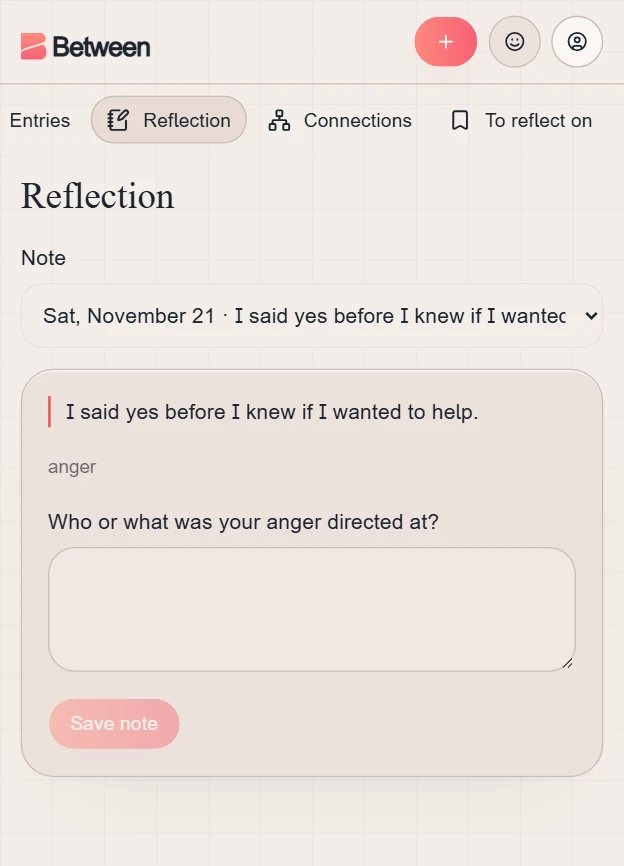 Between
Entries
Reflection
Connections
To reflect on
Reflection
Note
Sat, November 21 · I said yes before I knew if I wanted
I said yes before I knew if I wanted to help.
anger
Who or what was your anger directed at?
Save note